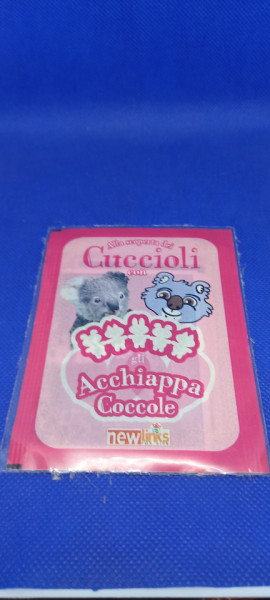 Alla scoperta dei
Cuccioli
con
gli
Acchiappa
Coccole
newlinks